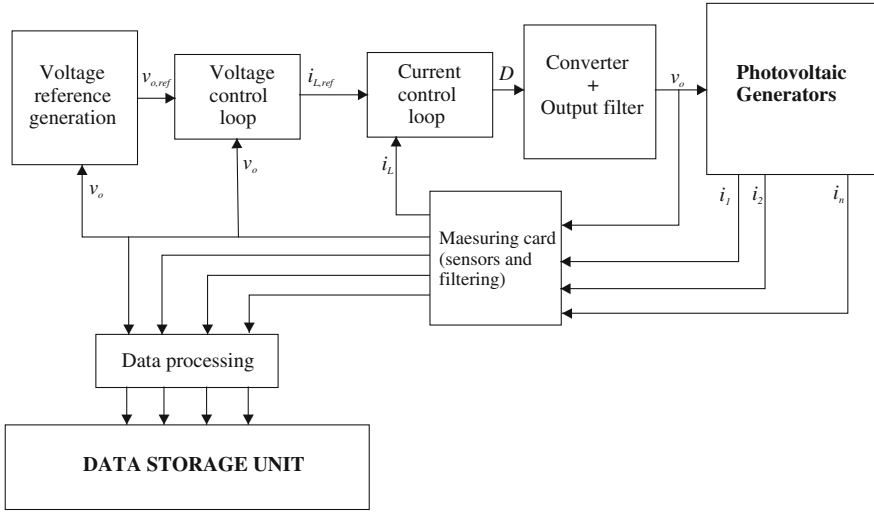 Voltage
reference
generation
v_o,ref
Voltage
control
loop
i_L,ref
Current
control
loop
D
Converter
+
Output filter
v_o
Photovoltaic
Generators
v_o
v_o
i_L
i_1
i_2
i_n
Maesuring card
(sensors and
filtering)
Data processing
DATA STORAGE UNIT